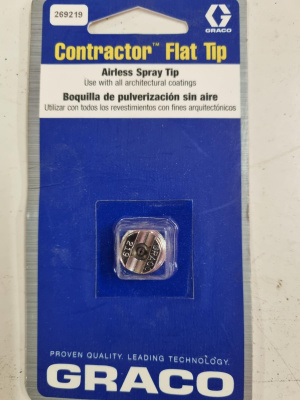 269219
GRACO
Contractor™ Flat Tip
Airless Spray Tip
Use with all architectural coatings
Boquilla de pulverización sin aire
Utilizar con todos los revestimientos con fines arquitectónicos
219
PROVEN QUALITY. LEADING TECHNOLOGY.
GRACO